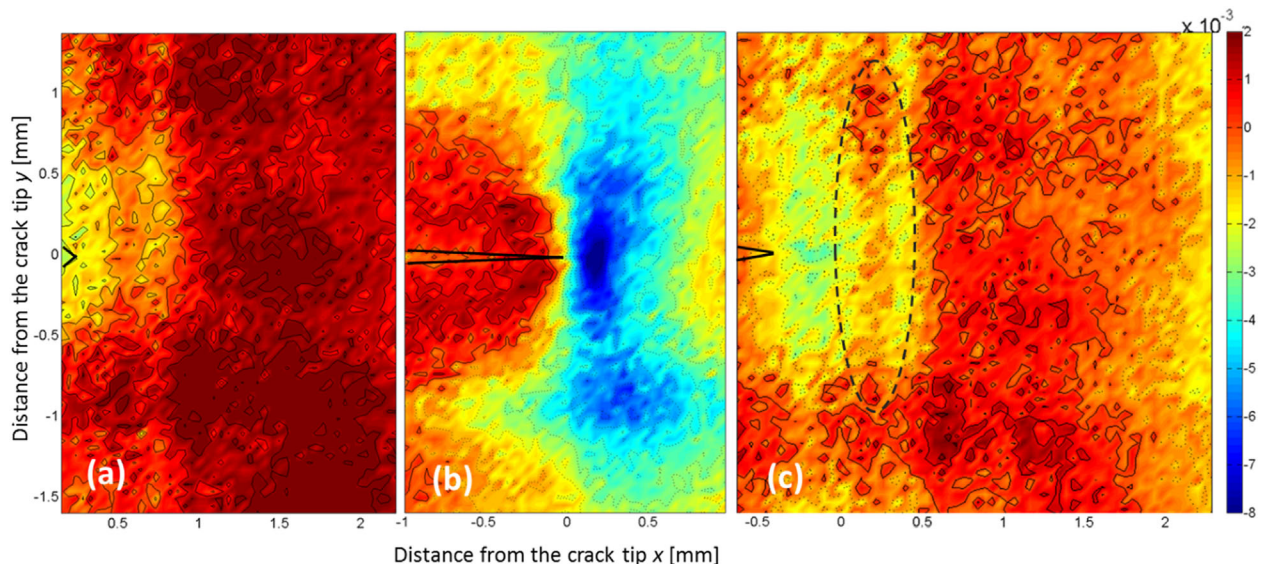 x 10⁻³
Distance from the crack tip y [mm]
1
0.5
0
-0.5
-1
-1.5
(a)
(b)
(c)
2
1
0
-1
-2
-3
-4
-5
-6
-7
-8
0.5 1 1.5 2
-1 -0.5 0 0.5
-0.5 0 0.5 1 1.5 2
Distance from the crack tip x [mm]